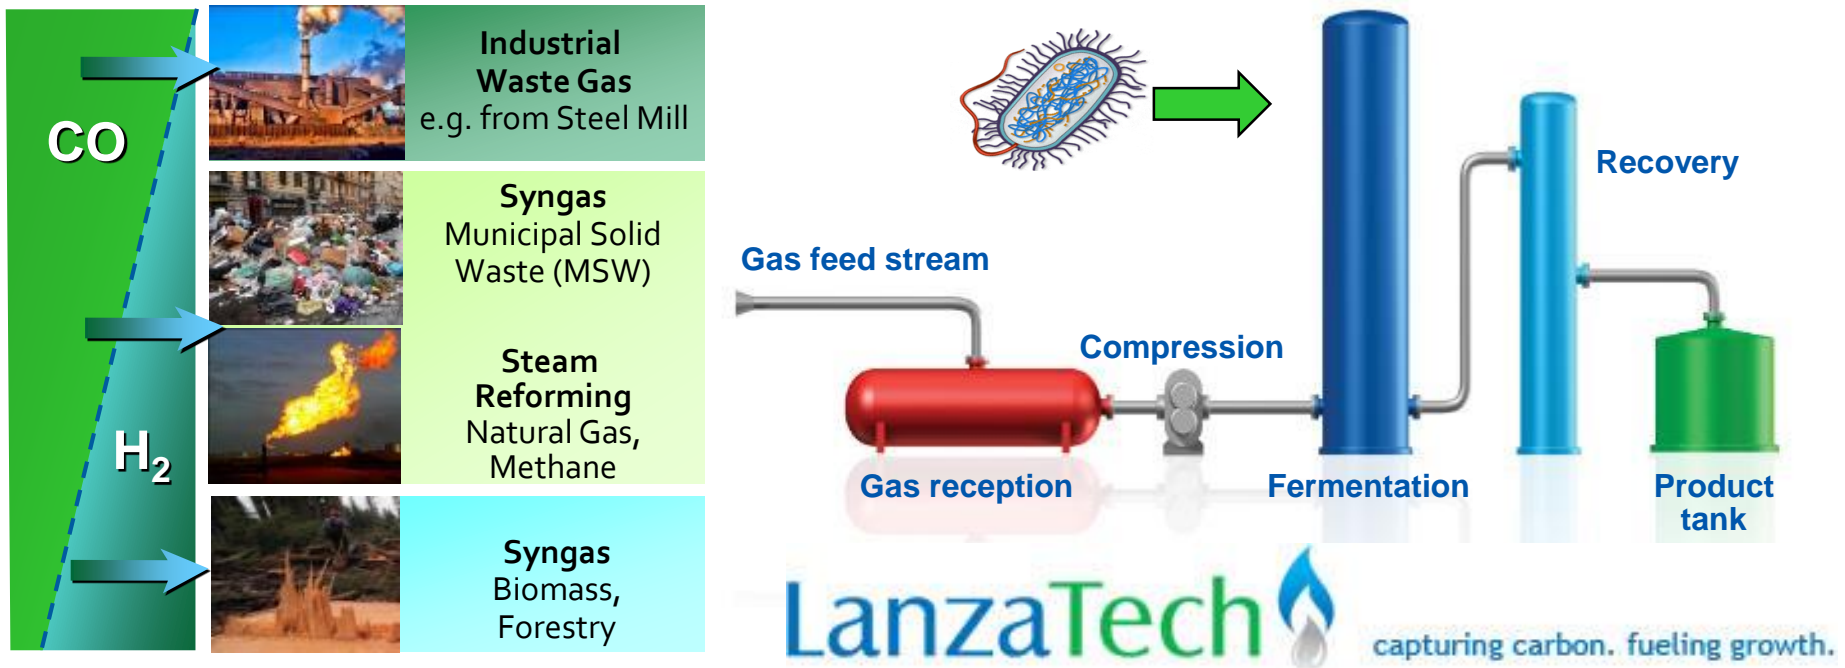 CO
H₂
Industrial
Waste Gas
e.g. from Steel Mill
Syngas
Municipal Solid
Waste (MSW)
Steam
Reforming
Natural Gas,
Methane
Syngas
Biomass,
Forestry
Gas feed stream
Gas reception
Compression
Fermentation
Recovery
Product
tank
LanzaTech
capturing carbon. fueling growth.